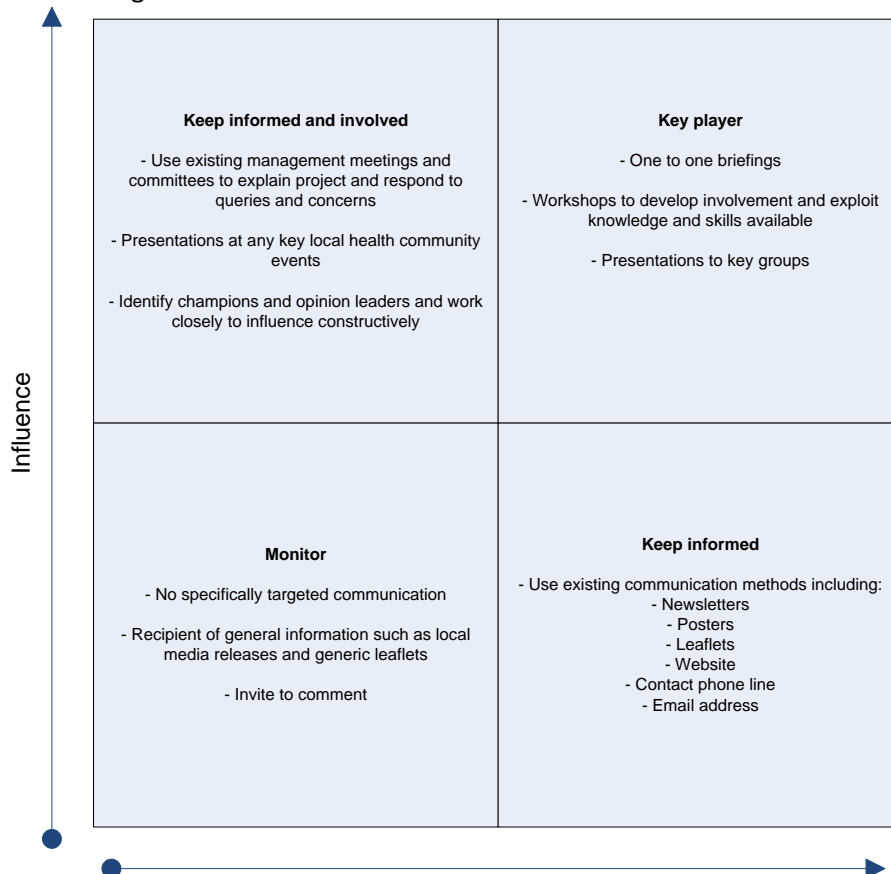 Influence
Keep informed and involved
- Use existing management meetings and
committees to explain project and respond to
queries and concerns
- Presentations at any key local health community
events
- Identify champions and opinion leaders and work
closely to influence constructively
Key player
- One to one briefings
- Workshops to develop involvement and exploit
knowledge and skills available
- Presentations to key groups
Monitor
- No specifically targeted communication
- Recipient of general information such as local
media releases and generic leaflets
- Invite to comment
Keep informed
- Use existing communication methods including:
- Newsletters
- Posters
- Leaflets
- Website
- Contact phone line
- Email address